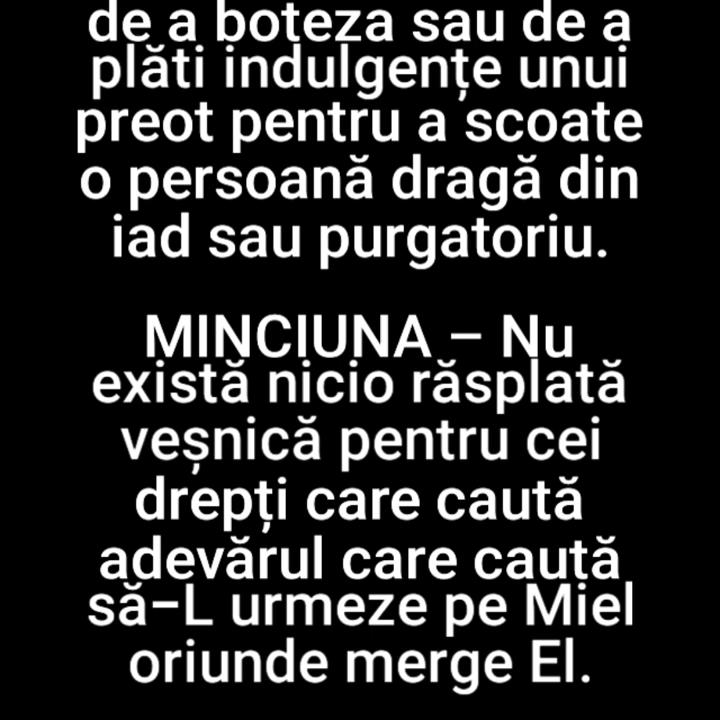 de a boteza sau de a
plăti indulgențe unui
preot pentru a scoate
o persoană dragă din
iad sau purgatoriu.
MINCIUNA – Nu
există nicio răsplată
veșnică pentru cei
drepți care caută
adevărul care caută
să-L urmeze pe Miel
oriunde merge El.